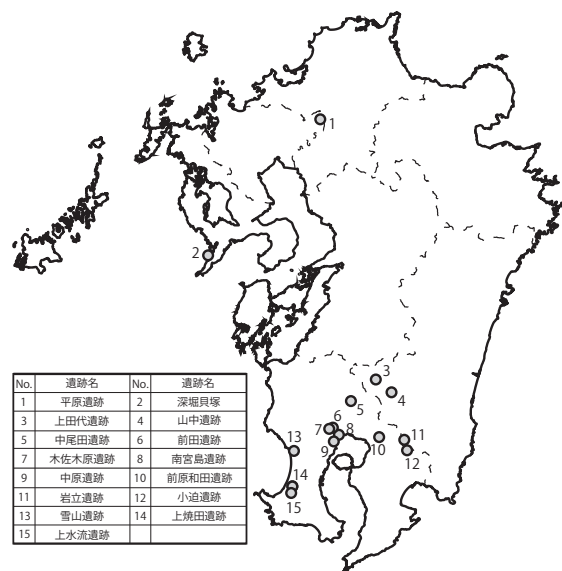 1
2
3
4
5
6
7
8
9
10
11
12
13
14
15
No. 遺跡名 No. 遺跡名
1 平原遺跡 2 深堀貝塚
3 上田代遺跡 4 山中遺跡
5 中尾田遺跡 6 前田遺跡
7 木佐木原遺跡 8 南宮島遺跡
9 中原遺跡 10 前原和田遺跡
11 岩立遺跡 12 小迫遺跡
13 雪山遺跡 14 上焼田遺跡
15 上水流遺跡